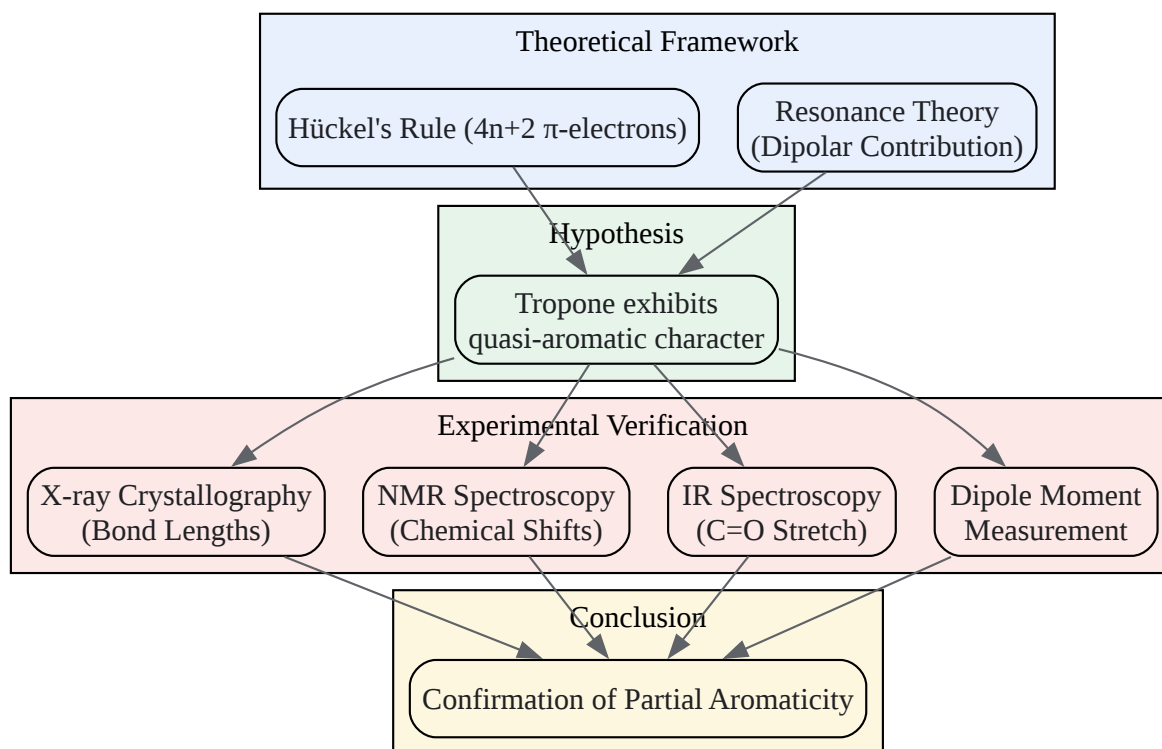 Theoretical Framework
Hückel's Rule (4n+2 π-electrons)
Resonance Theory
(Dipolar Contribution)
Hypothesis
Tropone exhibits
quasi-aromatic character
Experimental Verification
X-ray Crystallography
(Bond Lengths)
NMR Spectroscopy
(Chemical Shifts)
IR Spectroscopy
(C=O Stretch)
Dipole Moment
Measurement
Conclusion
Confirmation of Partial Aromaticity